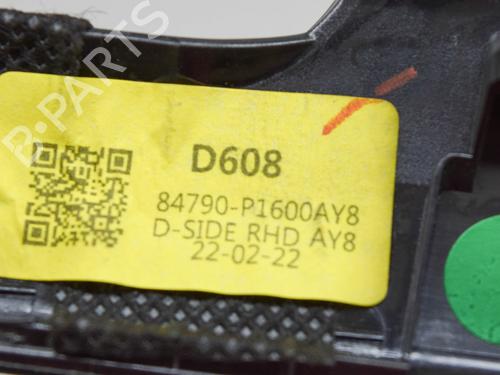 B-PARTS
D608
84790-P1600AY8
D-SIDE RHD AY8
22-02-22